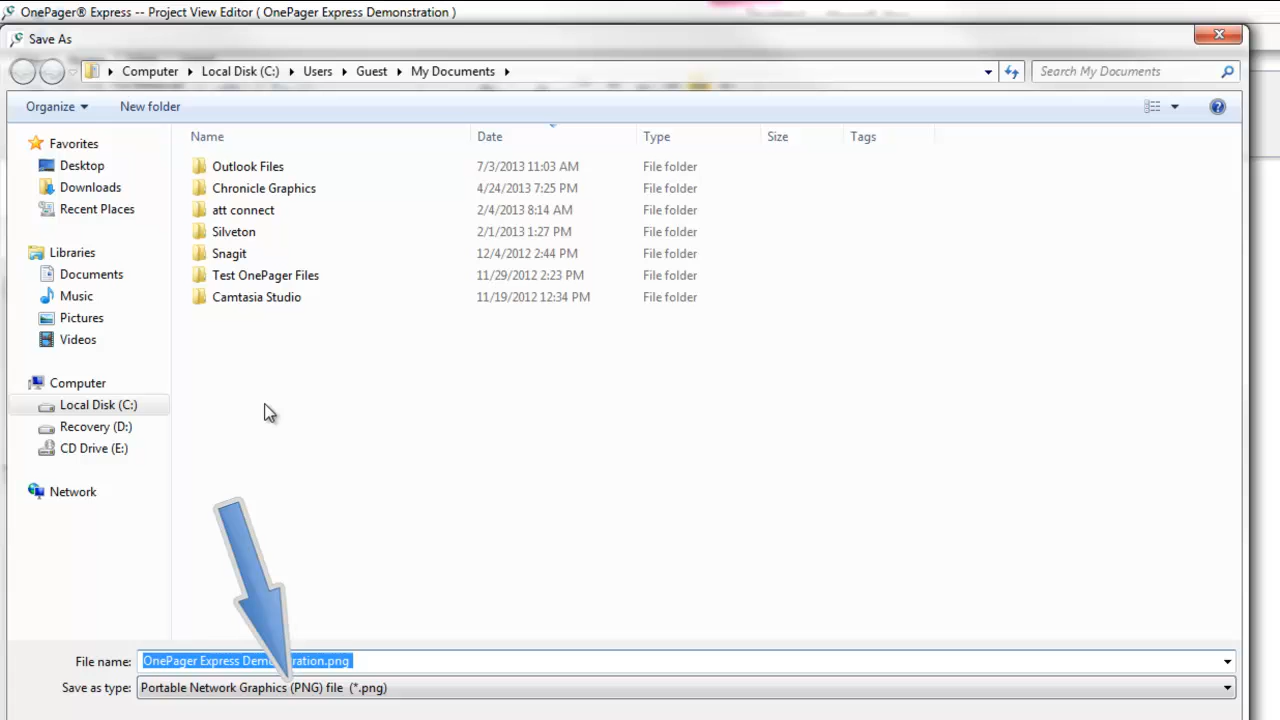 OnePager® Express -- Project View Editor ( OnePager Express Demonstration )
Save As
Computer Local Disk (C:) Users Guest My Documents
Search My Documents
Organize New folder
Name Date Type Size Tags
Favorites
Desktop
Downloads
Recent Places
Libraries
Documents
Music
Pictures
Videos
Computer
Local Disk (C:)
Recovery (D:)
CD Drive (E:)
Network
Outlook Files 7/3/2013 11:03 AM File folder
Chronicle Graphics 4/24/2013 7:25 PM File folder
att connect 2/4/2013 8:14 AM File folder
Silveton 2/1/2013 1:27 PM File folder
Snagit 12/4/2012 2:44 PM File folder
Test OnePager Files 11/29/2012 2:23 PM File folder
Camtasia Studio 11/19/2012 12:34 PM File folder
File name: OnePager Express Demonstration.png
Save as type: Portable Network Graphics (PNG) file (*.png)